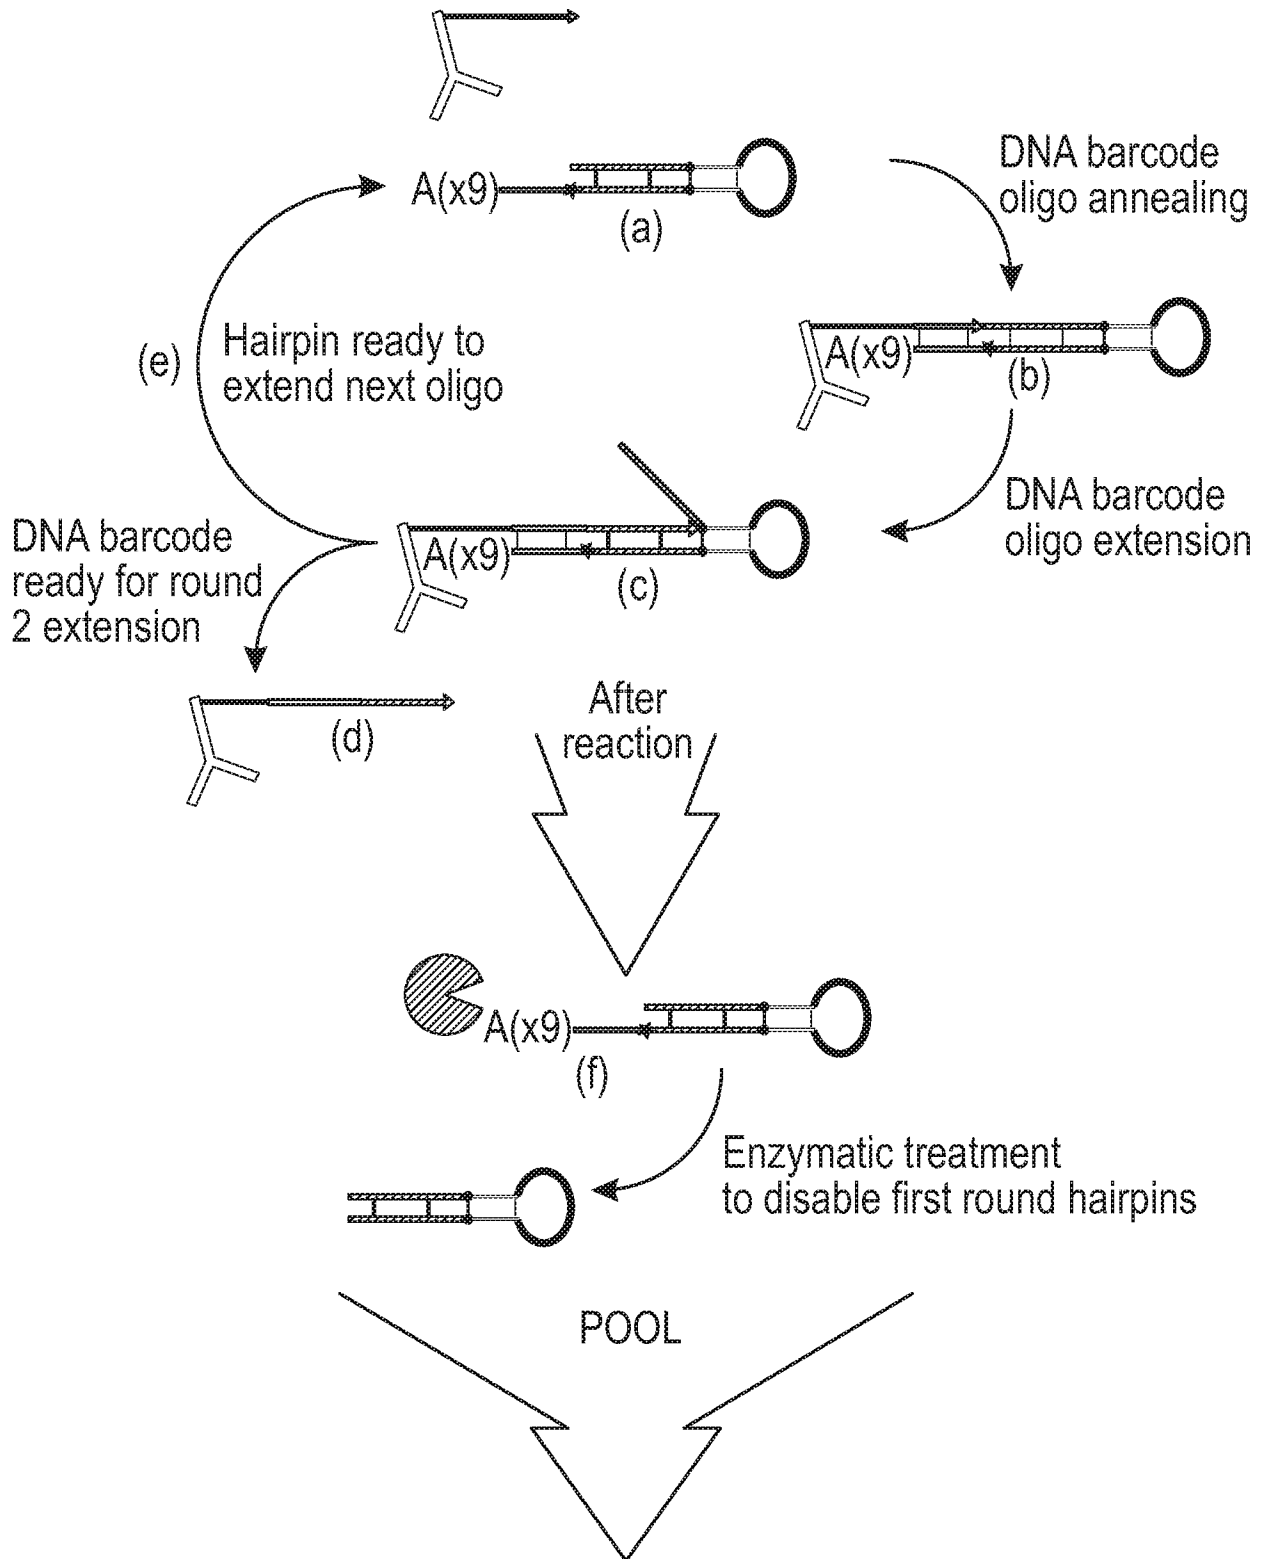 DNA barcode
oligo annealing
A(x9)
(a)
(e)
Hairpin ready to
extend next oligo
A(x9)
(b)
DNA barcode
oligo extension
DNA barcode
ready for round
2 extension
A(x9)
(c)
(d)
After
reaction
A(x9)
(f)
Enzymatic treatment
to disable first round hairpins
POOL